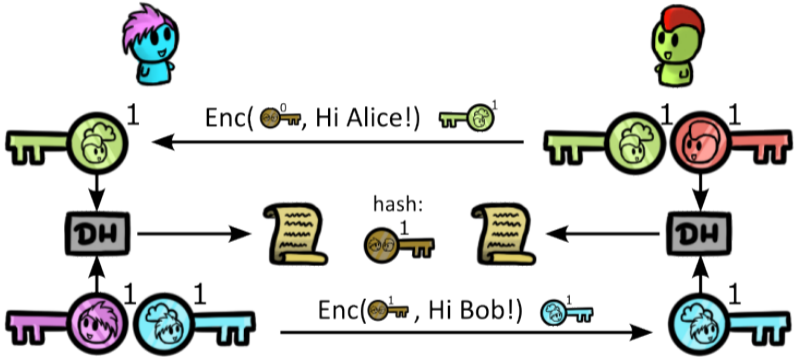 Enc( 0 , Hi Alice!) 1
1
1 1
hash:
1
DH
DH
1 1
Enc( 1 , Hi Bob!) 1
1